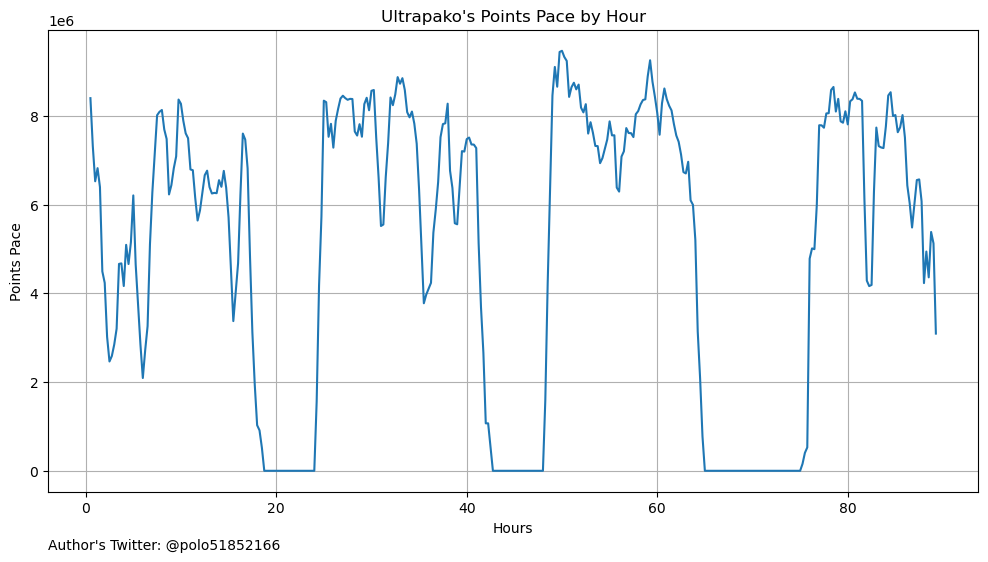 Ultrapako's Points Pace by Hour
1e6
Points Pace
8
6
4
2
0
0 20 40 60 80
Hours
Author's Twitter: @polo51852166